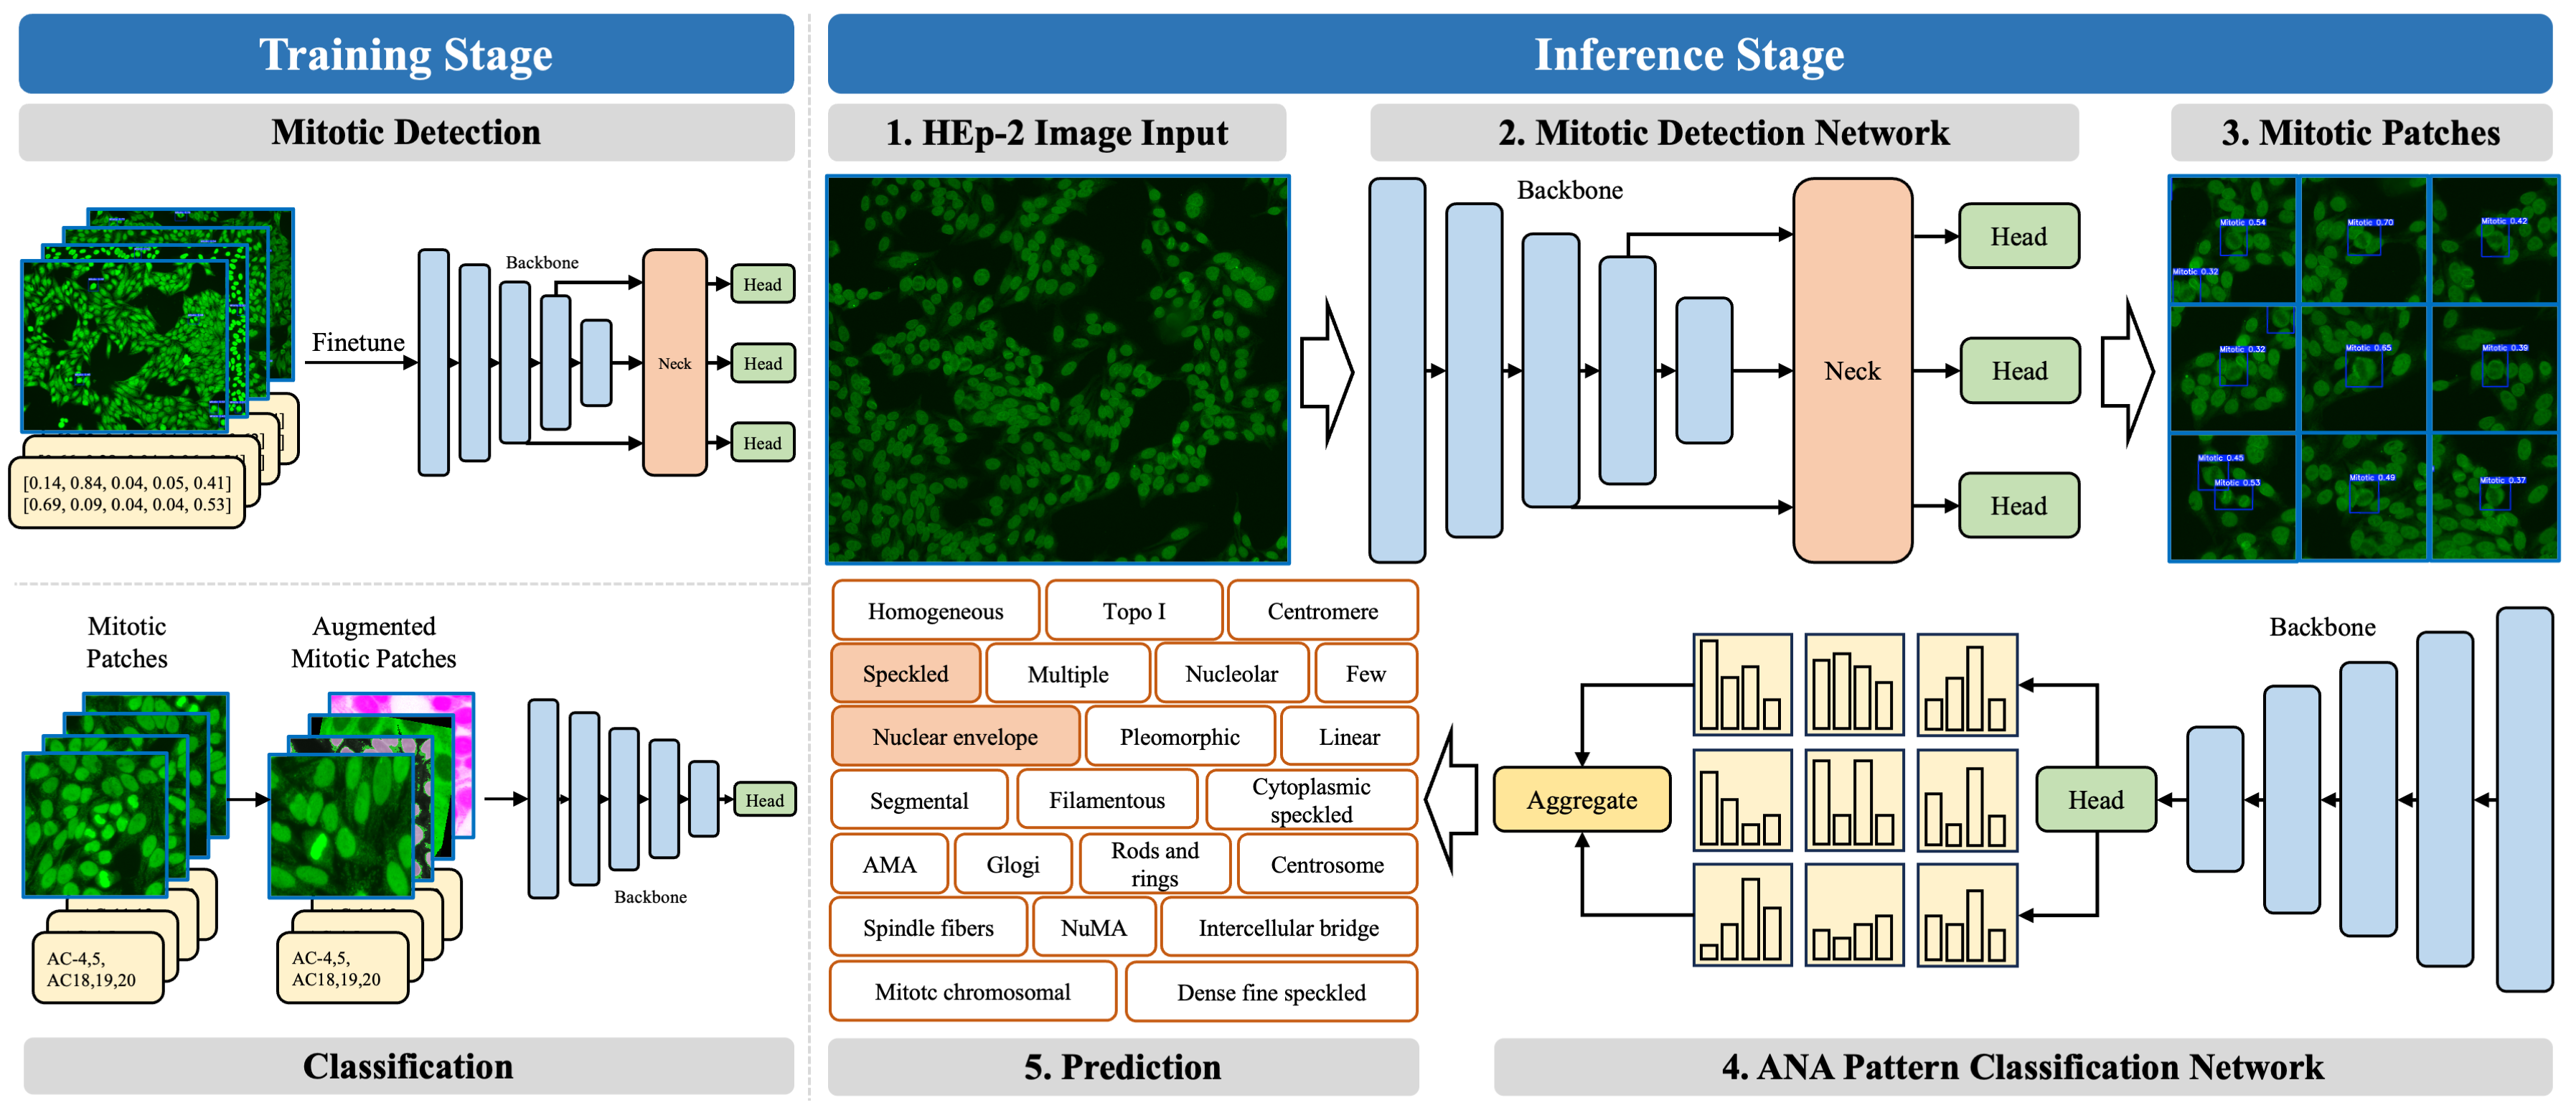 Training Stage
Mitotic Detection
Finetune
Backbone
Neck
Head
Head
Head
[0.14, 0.84, 0.04, 0.05, 0.41]
[0.69, 0.09, 0.04, 0.04, 0.53]
Mitotic
Patches
Augmented
Mitotic Patches
AC-4,5,
AC18,19,20
AC-4,5,
AC18,19,20
Backbone
Head
Classification
Inference Stage
1. HEp-2 Image Input
2. Mitotic Detection Network
Backbone
Neck
Head
Head
Head
3. Mitotic Patches
Mitotic 0.54
Mitotic 0.32
Mitotic 0.70
Mitotic 0.42
Mitotic 0.32
Mitotic 0.65
Mitotic 0.39
Mitotic 0.45
Mitotic 0.53
Mitotic 0.49
Mitotic 0.37
Backbone
Head
Aggregate
4. ANA Pattern Classification Network
Homogeneous
Topo I
Centromere
Speckled
Multiple
Nucleolar
Few
Nuclear envelope
Pleomorphic
Linear
Segmental
Filamentous
Cytoplasmic
speckled
AMA
Glogi
Rods and
rings
Centrosome
Spindle fibers
NuMA
Intercellular bridge
Mitotc chromosomal
Dense fine speckled
5. Prediction